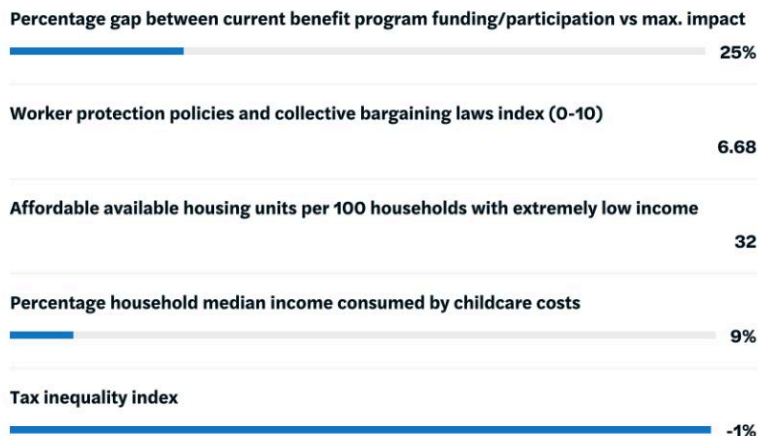 Percentage gap between current benefit program funding/participation vs max. impact
25%
Worker protection policies and collective bargaining laws index (0-10)
6.68
Affordable available housing units per 100 households with extremely low income
32
Percentage household median income consumed by childcare costs
9%
Tax inequality index
-1%